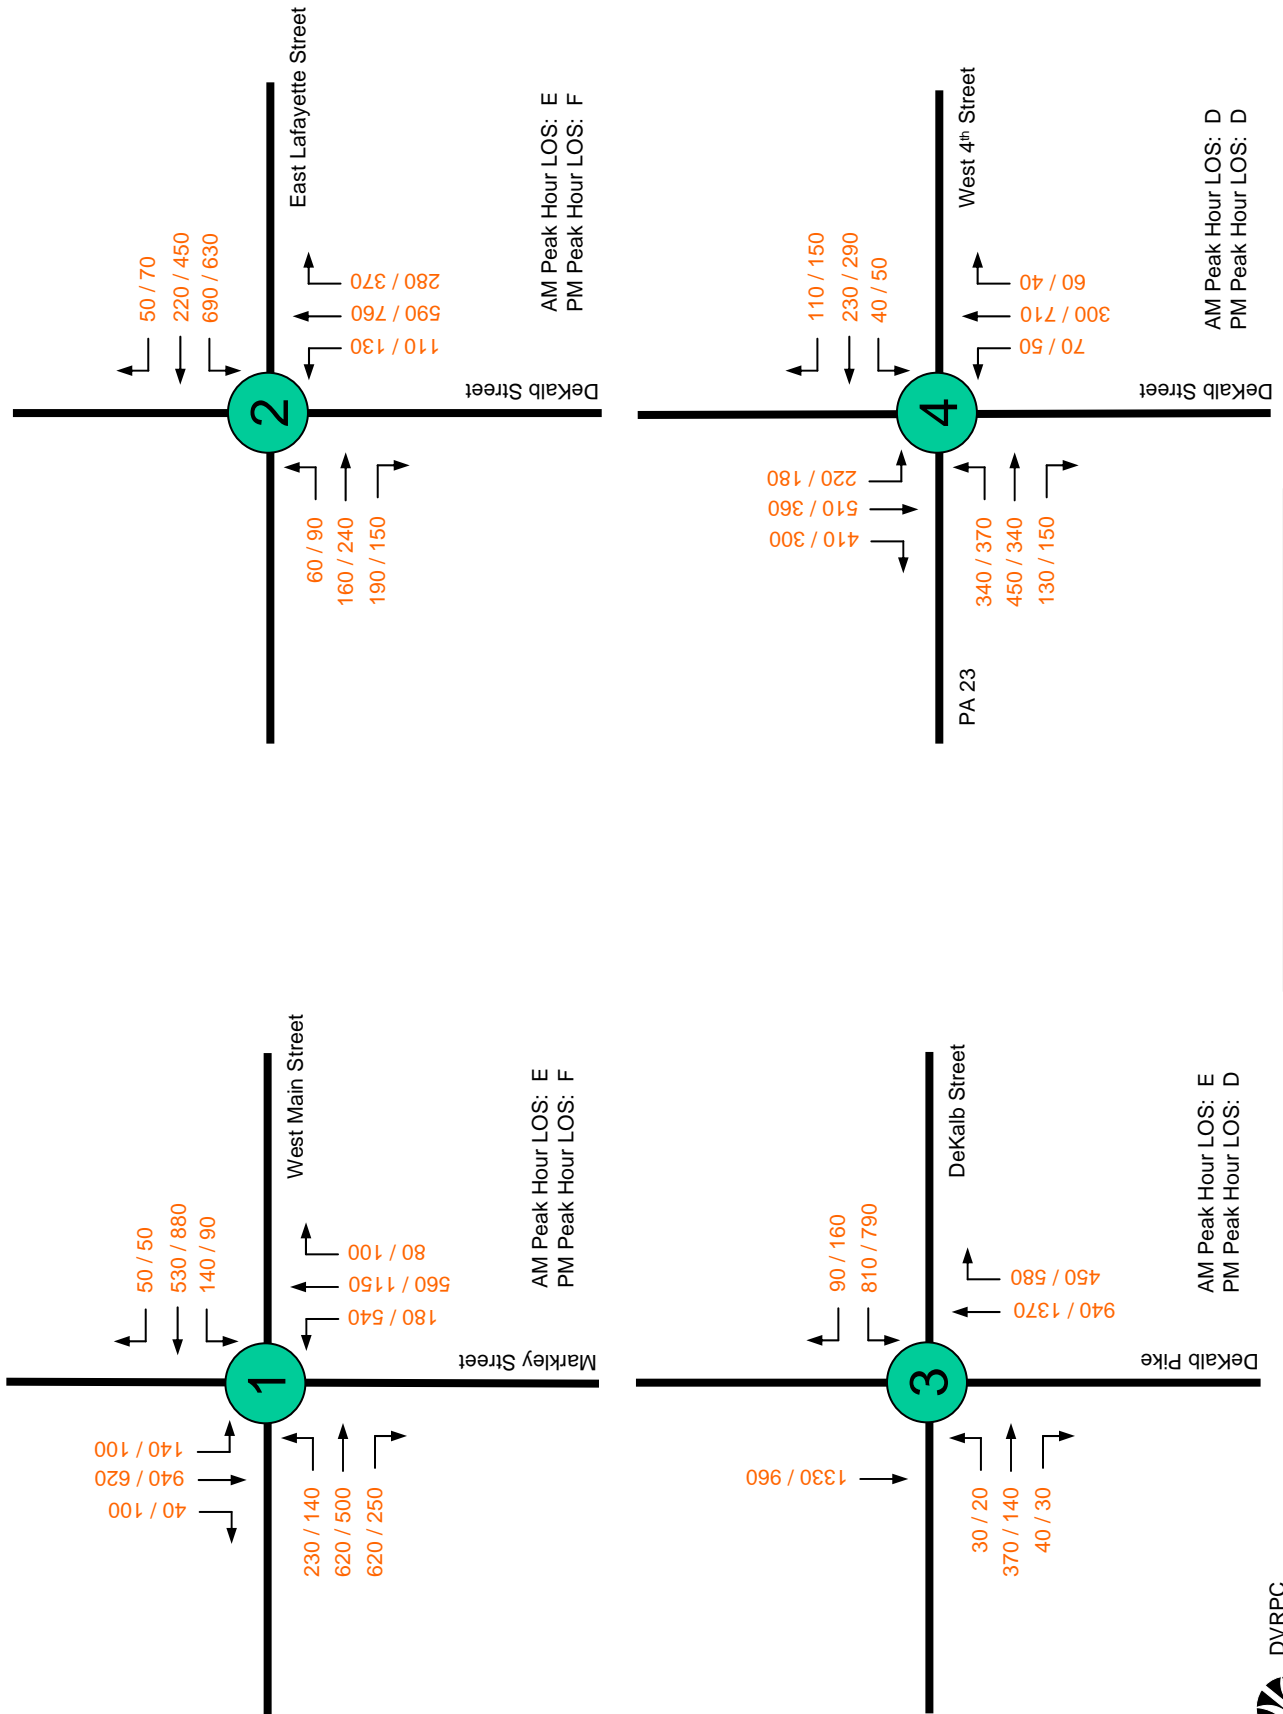 1
West Main Street
Markley Street
50 / 50
530 / 880
140 / 90
140 / 100
940 / 620
40 / 100
230 / 140
620 / 500
620 / 250
80 / 100
560 / 1150
180 / 540
AM Peak Hour LOS: E
PM Peak Hour LOS: F
2
East Lafayette Street
DeKalb Street
50 / 70
220 / 450
690 / 630
60 / 90
160 / 240
190 / 150
280 / 370
590 / 760
110 / 130
AM Peak Hour LOS: E
PM Peak Hour LOS: F
3
DeKalb Street
DeKalb Pike
90 / 160
810 / 790
1330 / 960
30 / 20
370 / 140
40 / 30
450 / 580
940 / 1370
AM Peak Hour LOS: E
PM Peak Hour LOS: D
4
West 4th Street
DeKalb Street
PA 23
110 / 150
230 / 290
40 / 50
220 / 180
510 / 360
410 / 300
340 / 370
450 / 340
130 / 150
60 / 40
300 / 710
70 / 50
AM Peak Hour LOS: D
PM Peak Hour LOS: D
DVRPC